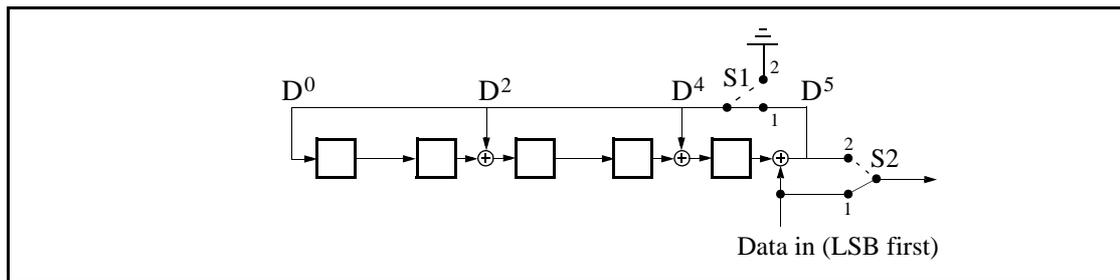 2
S1
D0 D2 D4 D5
1
2
S2
1
Data in (LSB first)